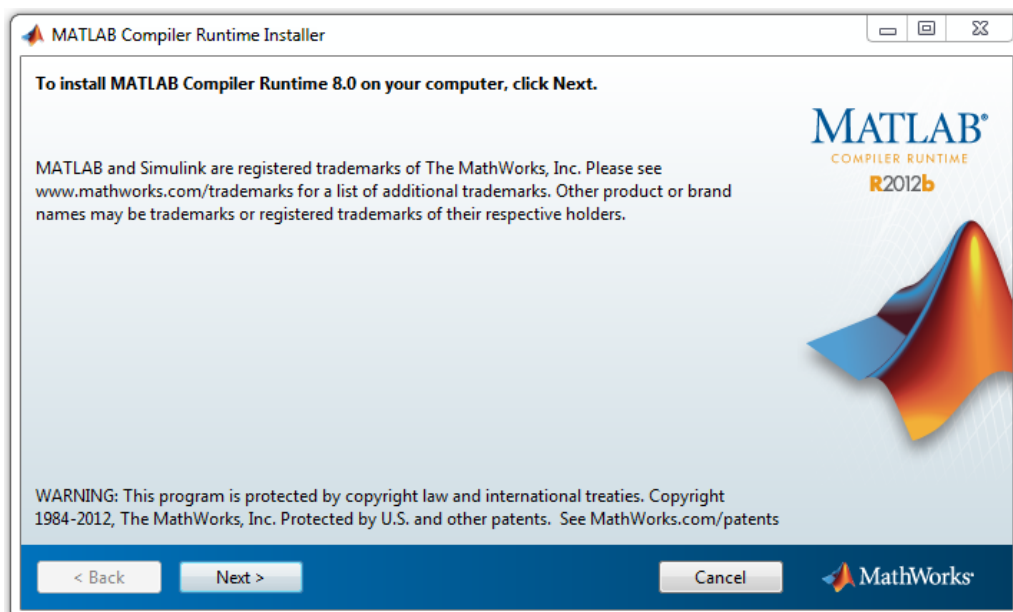 MATLAB Compiler Runtime Installer
To install MATLAB Compiler Runtime 8.0 on your computer, click Next.
MATLAB®
COMPILER RUNTIME
R2012b
MATLAB and Simulink are registered trademarks of The MathWorks, Inc. Please see
www.mathworks.com/trademarks for a list of additional trademarks. Other product or brand
names may be trademarks or registered trademarks of their respective holders.
WARNING: This program is protected by copyright law and international treaties. Copyright
1984-2012, The MathWorks, Inc. Protected by U.S. and other patents.  See MathWorks.com/patents
< Back
Next >
Cancel
MathWorks®